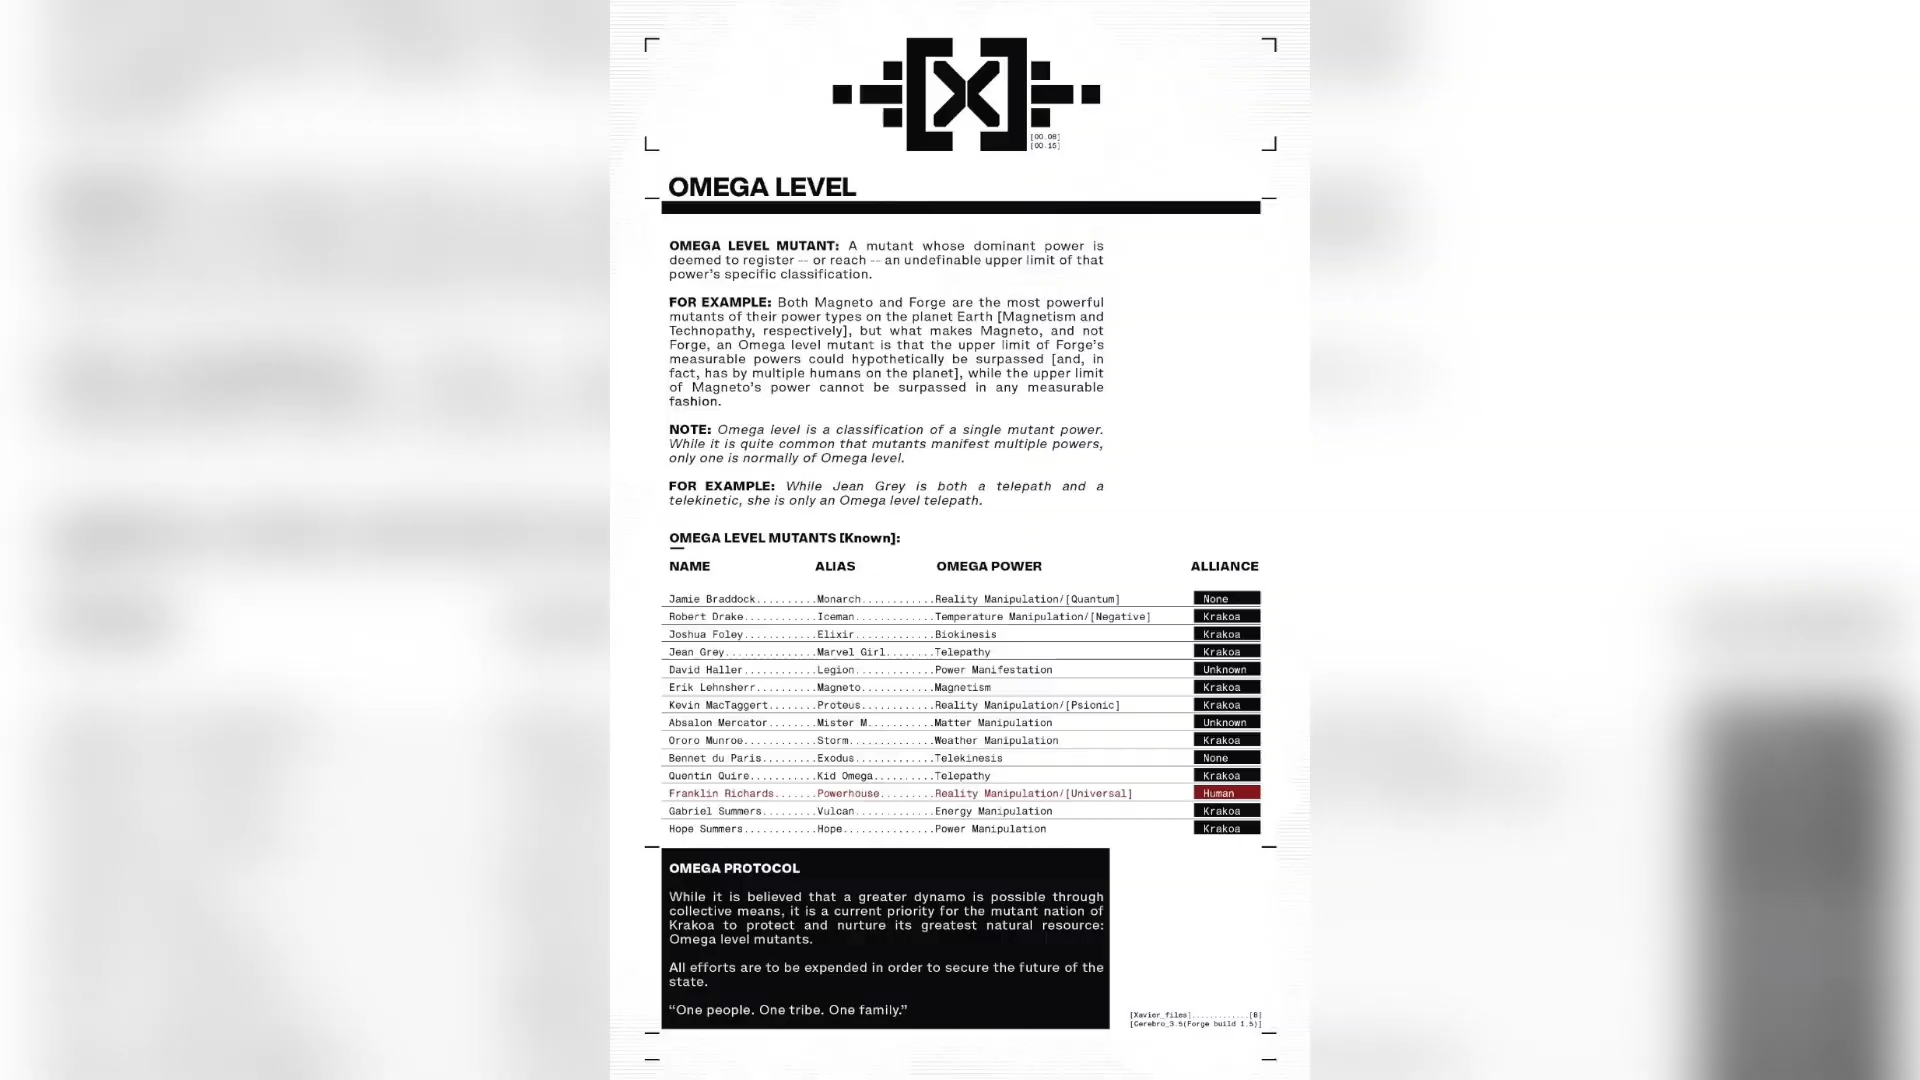 [X]
[00.08]
[00.15]
OMEGA LEVEL
OMEGA LEVEL MUTANT: A mutant whose dominant power is
deemed to register -- or reach -- an undefinable upper limit of that
power's specific classification.
FOR EXAMPLE: Both Magneto and Forge are the most powerful
mutants of their power types on the planet Earth [Magnetism and
Technopathy, respectively], but what makes Magneto, and not
Forge, an Omega level mutant is that the upper limit of Forge's
measurable powers could hypothetically be surpassed [and, in
fact, has by multiple humans on the planet], while the upper limit
of Magneto's power cannot be surpassed in any measurable
fashion.
NOTE: Omega level is a classification of a single mutant power.
While it is quite common that mutants manifest multiple powers,
only one is normally of Omega level.
FOR EXAMPLE: While Jean Grey is both a telepath and a
telekinetic, she is only an Omega level telepath.
OMEGA LEVEL MUTANTS [Known]:
NAME ALIAS OMEGA POWER ALLIANCE
Jamie Braddock..........Monarch............Reality Manipulation/[Quantum] None
Robert Drake............Iceman.............Temperature Manipulation/[Negative] Krakoa
Joshua Foley............Elixir.............Biokinesis Krakoa
Jean Grey...............Marvel Girl........Telepathy Krakoa
David Haller............Legion.............Power Manifestation Unknown
Erik Lehnsherr..........Magneto............Magnetism Krakoa
Kevin MacTaggert........Proteus............Reality Manipulation/[Psionic] Krakoa
Absalon Mercator........Mister M...........Matter Manipulation Unknown
Ororo Munroe............Storm..............Weather Manipulation Krakoa
Bennet du Paris.........Exodus.............Telekinesis None
Quentin Quire...........Kid Omega..........Telepathy Krakoa
Franklin Richards.......Powerhouse.........Reality Manipulation/[Universal] Human
Gabriel Summers.........Vulcan.............Energy Manipulation Krakoa
Hope Summers............Hope...............Power Manipulation Krakoa
OMEGA PROTOCOL
While it is believed that a greater dynamo is possible through
collective means, it is a current priority for the mutant nation of
Krakoa to protect and nurture its greatest natural resource:
Omega level mutants.
All efforts are to be expended in order to secure the future of the
state.
“One people. One tribe. One family.”
[Xavier_files].............[8]
[Cerebro_3.5(Forge build 1.5)]